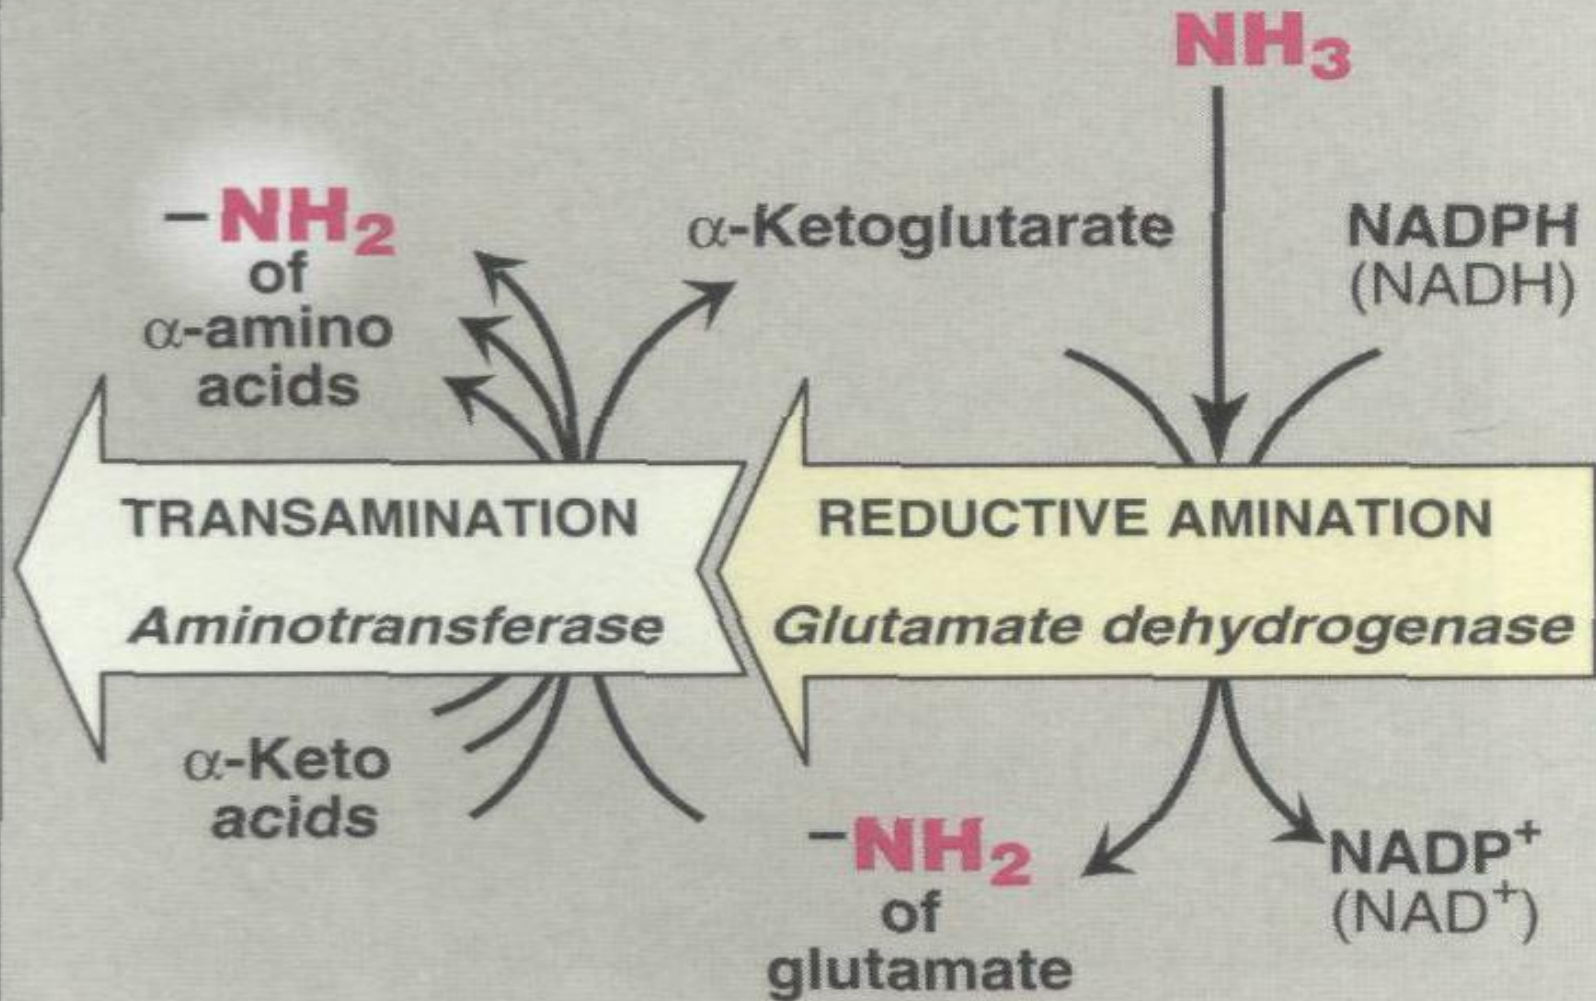 NH₃
–NH₂
of
α-amino
acids
α-Ketoglutarate
NADPH
(NADH)
TRANSAMINATION
Aminotransferase
REDUCTIVE AMINATION
Glutamate dehydrogenase
α-Keto
acids
–NH₂
of
glutamate
NADP⁺
(NAD⁺)